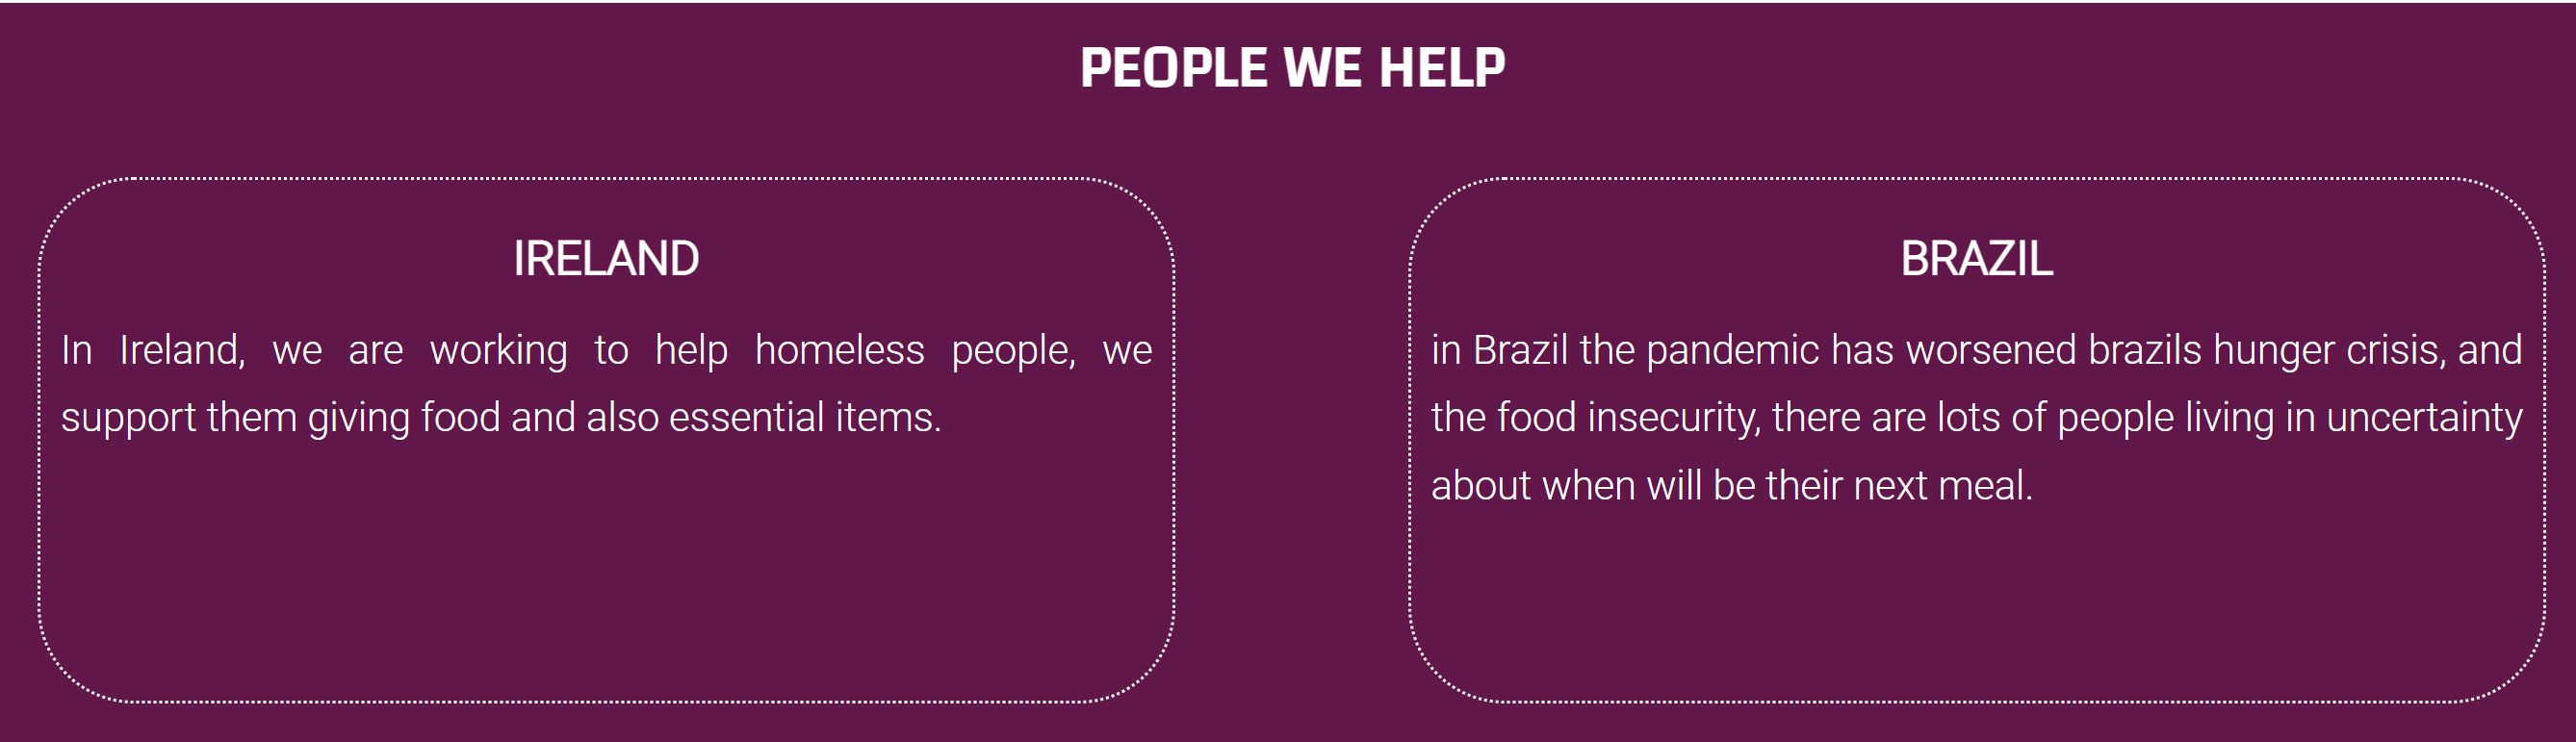 PEOPLE WE HELP
IRELAND
In Ireland, we are working to help homeless people, we
support them giving food and also essential items.
BRAZIL
in Brazil the pandemic has worsened brazils hunger crisis, and
the food insecurity, there are lots of people living in uncertainty
about when will be their next meal.